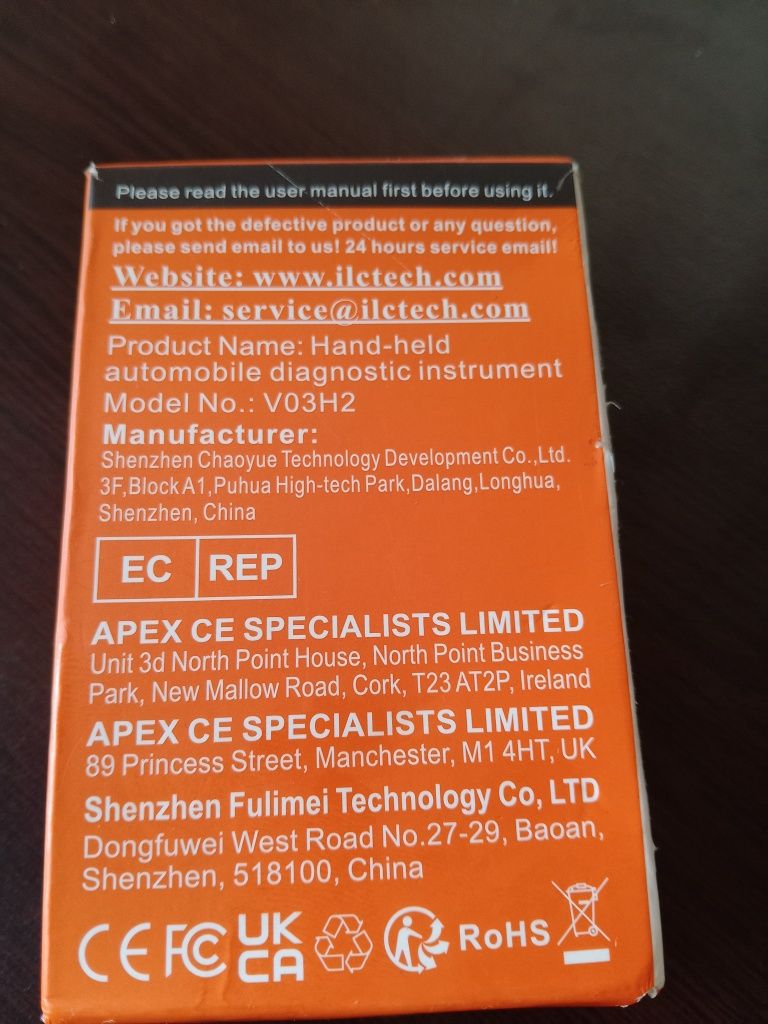 Please read the user manual first before using it.
If you got the defective product or any question,
please send email to us! 24 hours service email!
Website: www.ilctech.com
Email: service@ilctech.com
Product Name: Hand-held
automobile diagnostic instrument
Model No.: V03H2
Manufacturer:
Shenzhen Chaoyue Technology Development Co.,Ltd.
3F,Block A1,Puhua High-tech Park,Dalang,Longhua,
Shenzhen, China
EC REP
APEX CE SPECIALISTS LIMITED
Unit 3d North Point House, North Point Business
Park, New Mallow Road, Cork, T23 AT2P, Ireland
APEX CE SPECIALISTS LIMITED
89 Princess Street, Manchester, M1 4HT, UK
Shenzhen Fulimei Technology Co, LTD
Dongfuwei West Road No.27-29, Baoan,
Shenzhen, 518100, China
CE FC UK CA RoHS